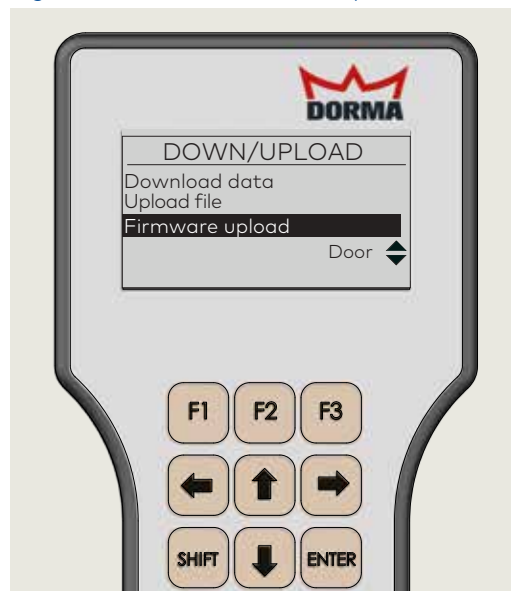 DORMA
DOWN/UPLOAD
Download data
Upload file
Firmware upload
Door
F1 F2 F3
SHIFT ENTER